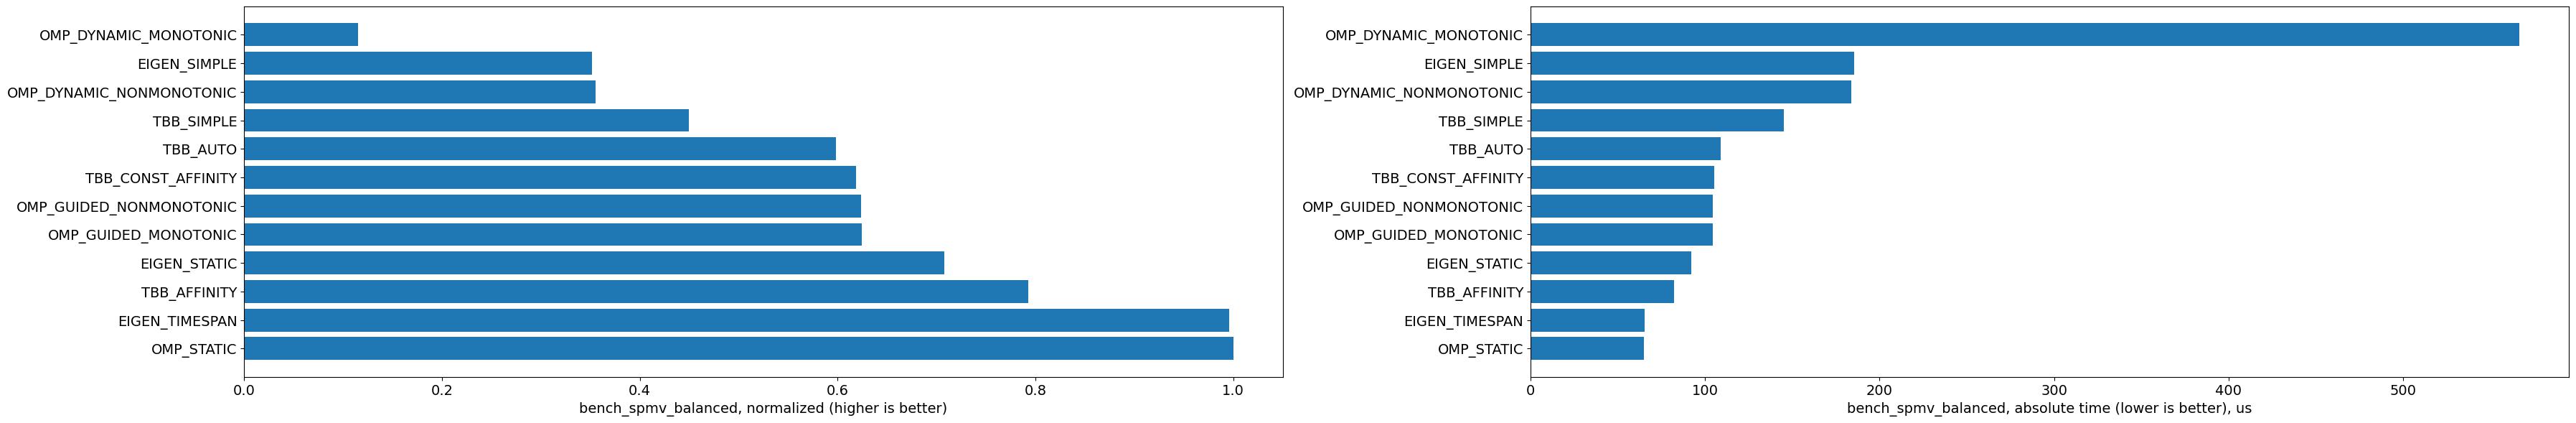 OMP_DYNAMIC_MONOTONIC
EIGEN_SIMPLE
OMP_DYNAMIC_NONMONOTONIC
TBB_SIMPLE
TBB_AUTO
TBB_CONST_AFFINITY
OMP_GUIDED_NONMONOTONIC
OMP_GUIDED_MONOTONIC
EIGEN_STATIC
TBB_AFFINITY
EIGEN_TIMESPAN
OMP_STATIC
0.0 0.2 0.4 0.6 0.8 1.0
bench_spmv_balanced, normalized (higher is better)
OMP_DYNAMIC_MONOTONIC
EIGEN_SIMPLE
OMP_DYNAMIC_NONMONOTONIC
TBB_SIMPLE
TBB_AUTO
TBB_CONST_AFFINITY
OMP_GUIDED_NONMONOTONIC
OMP_GUIDED_MONOTONIC
EIGEN_STATIC
TBB_AFFINITY
EIGEN_TIMESPAN
OMP_STATIC
0 100 200 300 400 500
bench_spmv_balanced, absolute time (lower is better), us